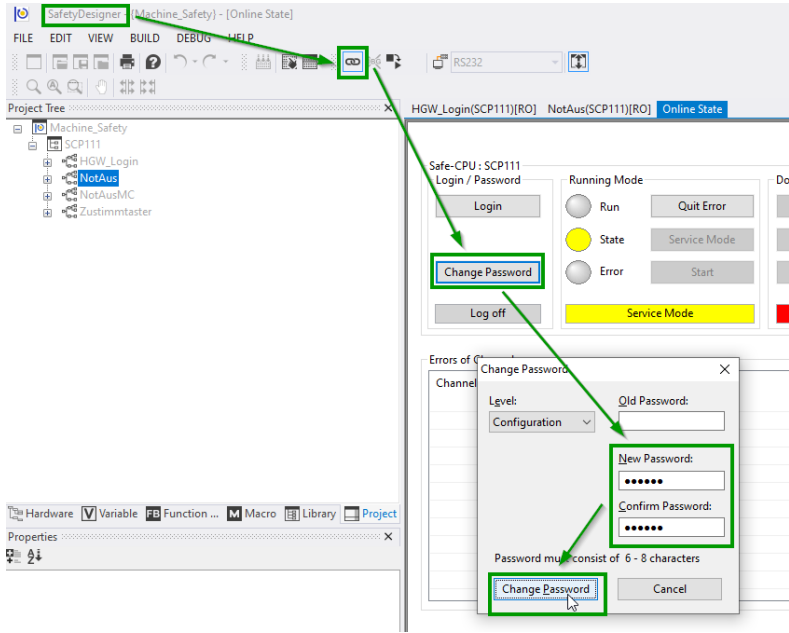 SafetyDesigner - [Machine_Safety] - [Online State]
FILE EDIT VIEW BUILD DEBUG HELP
RS232
Project Tree
HGW_Login(SCP111)[RO] NotAus(SCP111)[RO] Online State
Machine_Safety
SCP111
HGW_Login
NotAus
NotAusMC
Zustimmtaster
Safe-CPU : SCP111
Login / Password Running Mode Do
Login Run Quit Error
State Service Mode
Change Password Error Start
Log off Service Mode
Errors of
Channel
Change Password
Level: Old Password:
Configuration
New Password:
••••••
Confirm Password:
••••••
Password must consist of 6 - 8 characters
Change Password Cancel
Hardware V Variable FB Function ... M Macro Library Project
Properties